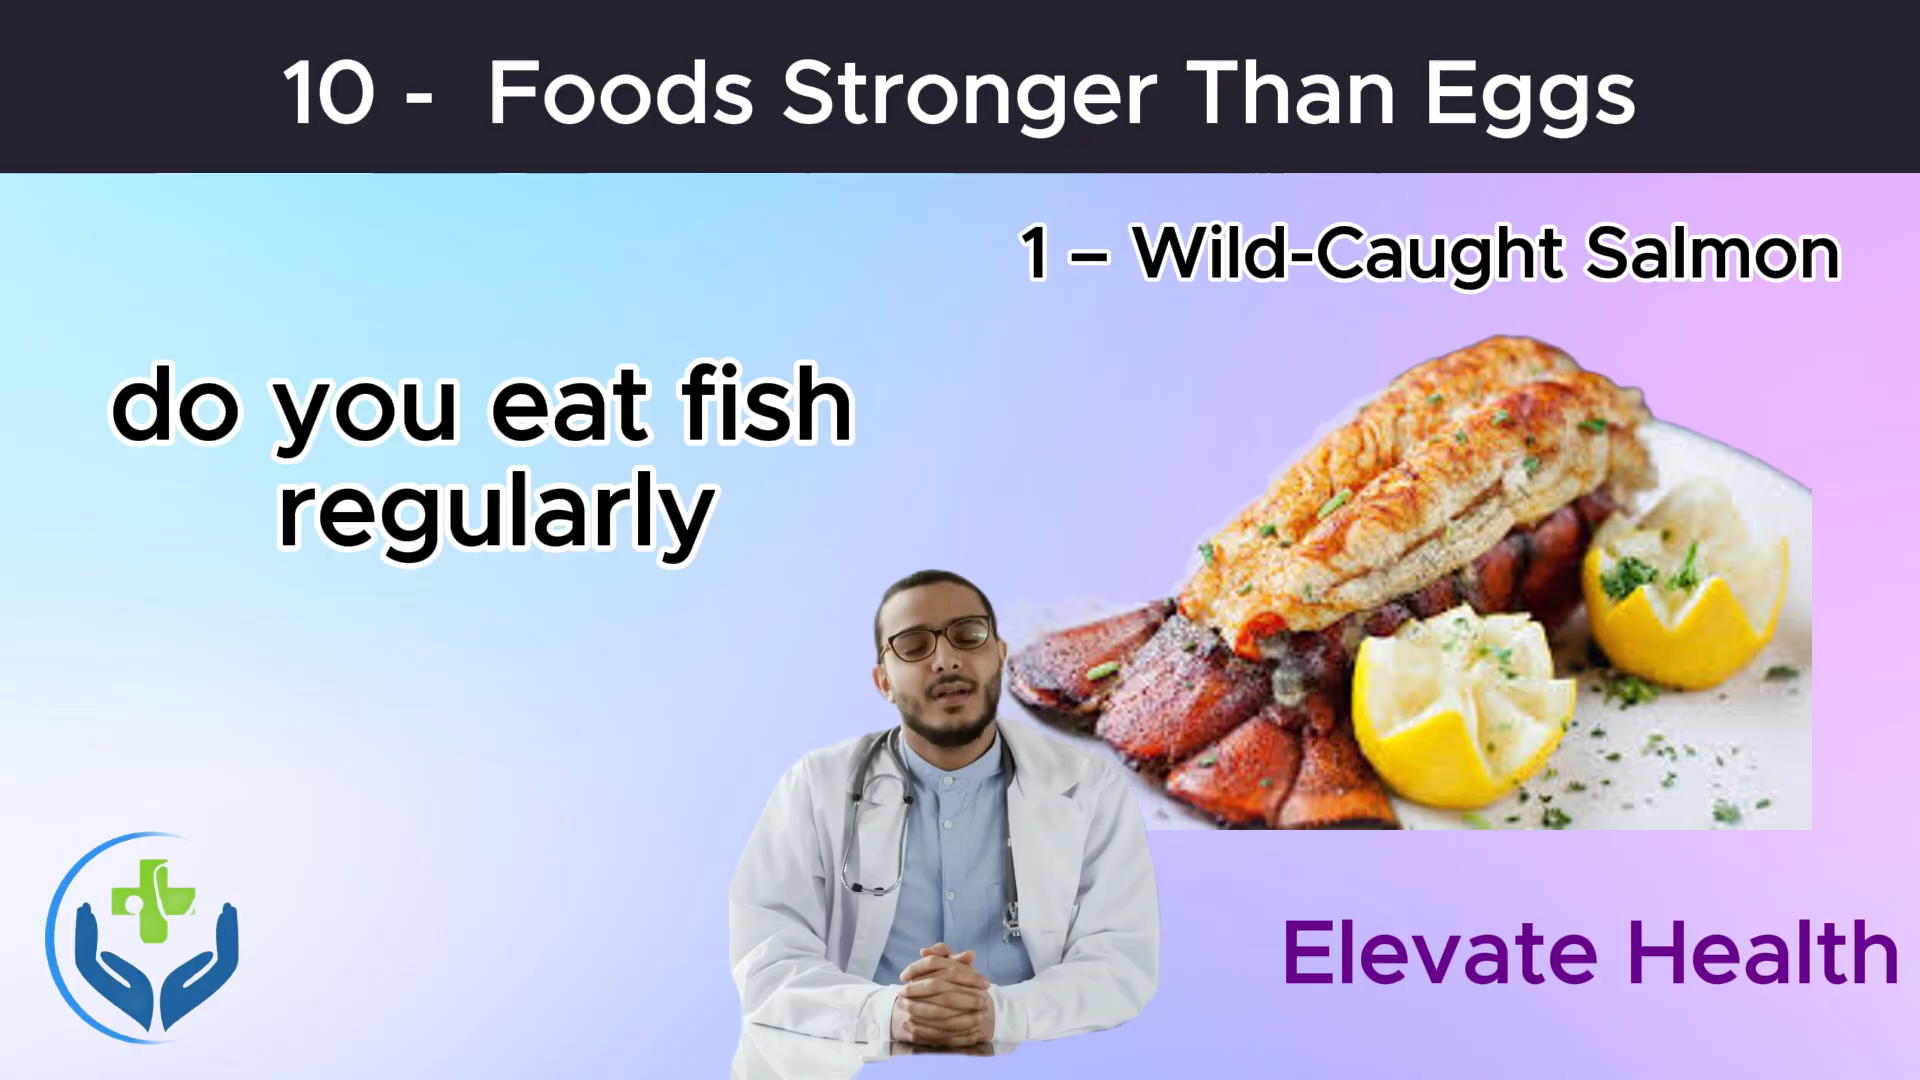 10 - Foods Stronger Than Eggs
1 – Wild-Caught Salmon
do you eat fish
regularly
Elevate Health